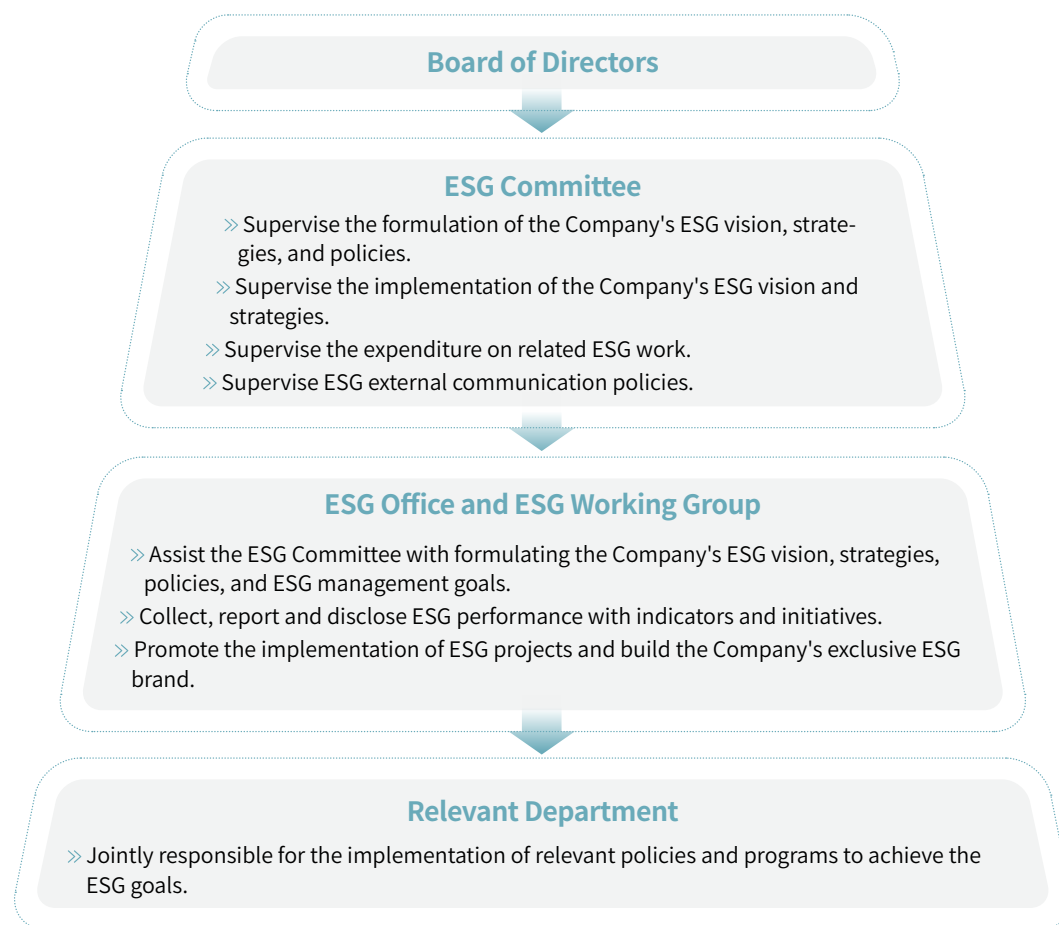 Board of Directors
ESG Committee
» Supervise the formulation of the Company's ESG vision, strate-
gies, and policies.
» Supervise the implementation of the Company's ESG vision and
strategies.
» Supervise the expenditure on related ESG work.
» Supervise ESG external communication policies.
ESG Office and ESG Working Group
» Assist the ESG Committee with formulating the Company's ESG vision, strategies,
policies, and ESG management goals.
» Collect, report and disclose ESG performance with indicators and initiatives.
» Promote the implementation of ESG projects and build the Company's exclusive ESG
brand.
Relevant Department
» Jointly responsible for the implementation of relevant policies and programs to achieve the
ESG goals.